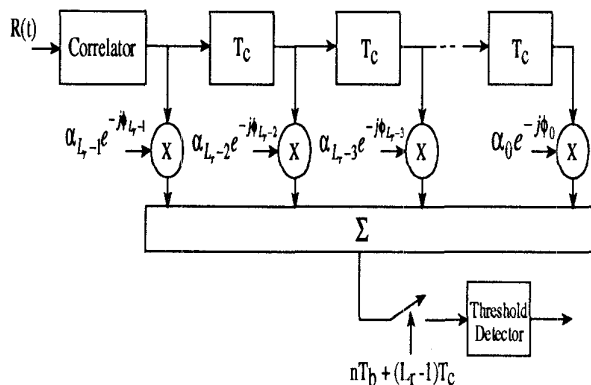 R(t)
Correlator
T_c
T_c
T_c
α_{L_r-1}e^{-jϕ_{L_r-1}}
X
α_{L_r-2}e^{-jϕ_{L_r-2}}
X
α_{L_r-3}e^{-jϕ_{L_r-3}}
X
α_0e^{-jϕ_0}
X
Σ
Threshold
Detector
nT_b + (L_r-1)T_c